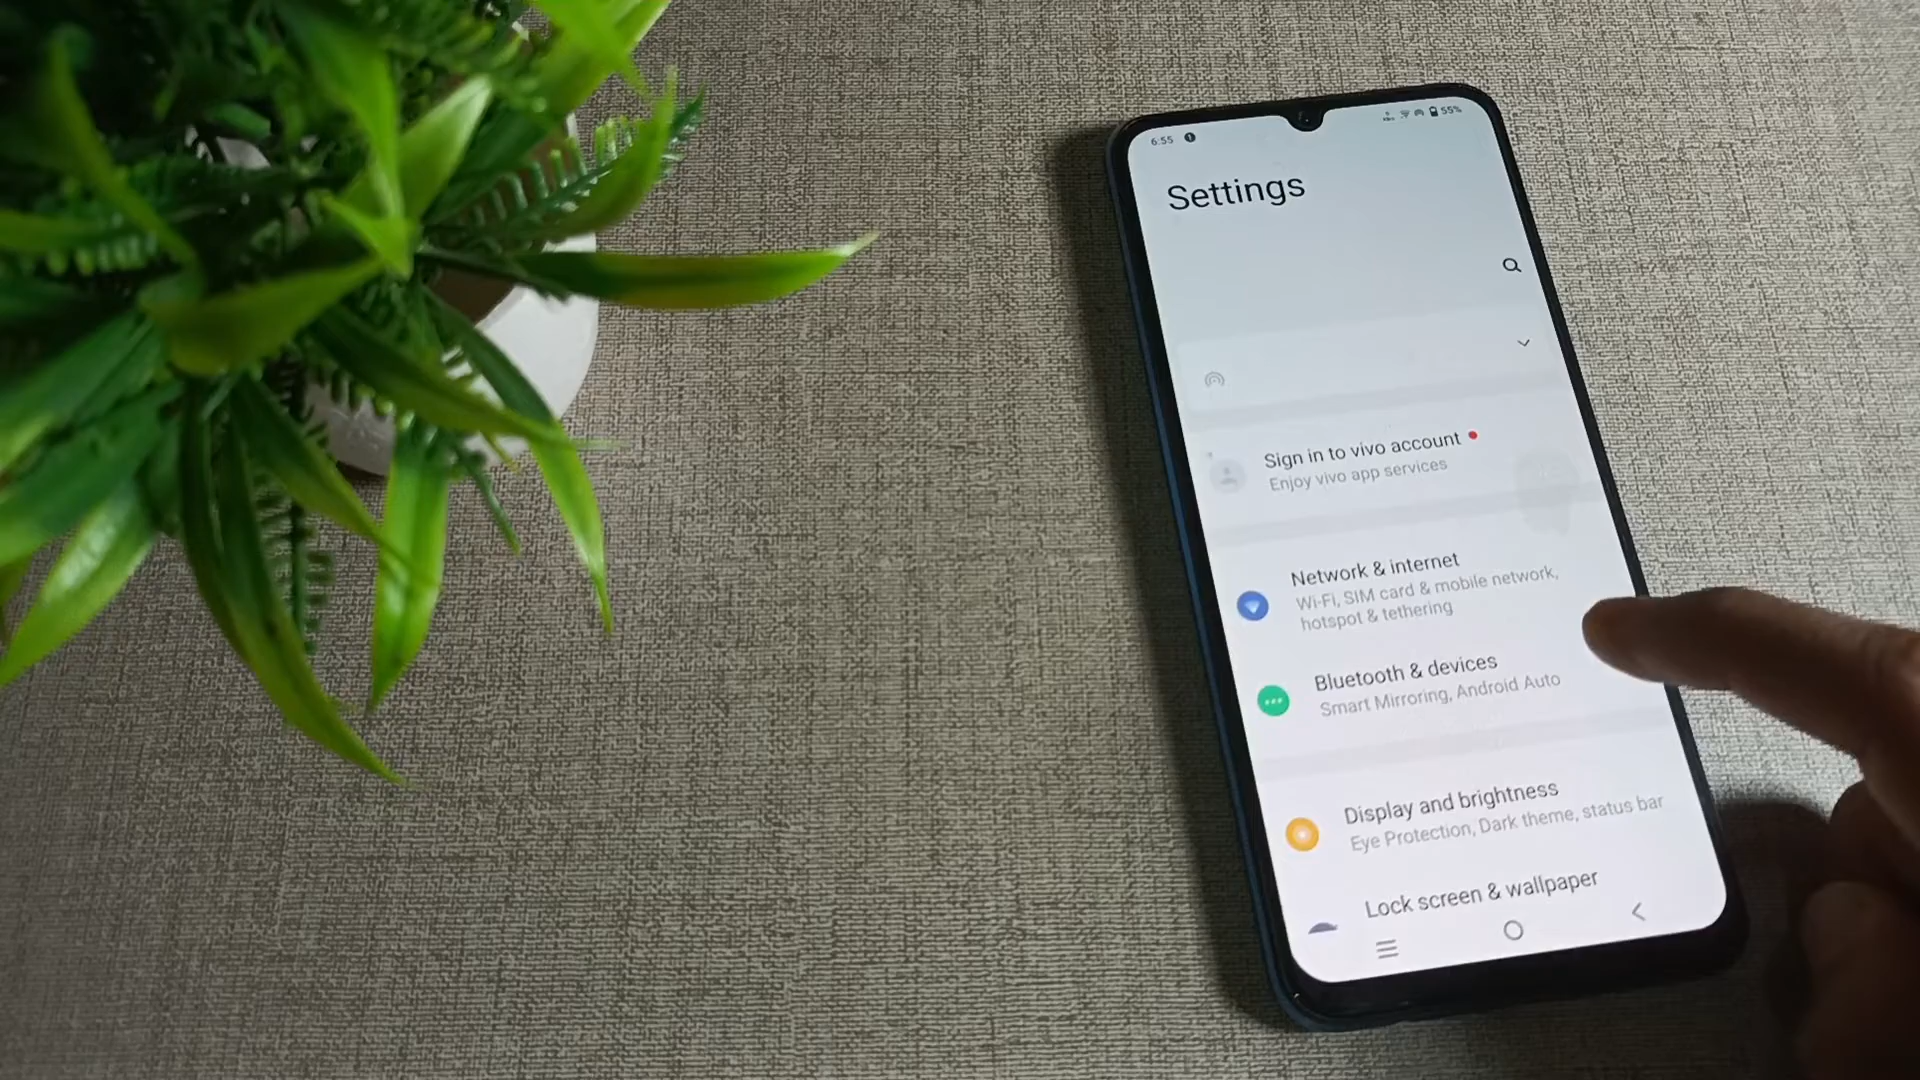 6:55
55%
Settings
Sign in to vivo account
Enjoy vivo app services
Network & internet
Wi-Fi, SIM card & mobile network,
hotspot & tethering
Bluetooth & devices
Smart Mirroring, Android Auto
Display and brightness
Eye Protection, Dark theme, status bar
Lock screen & wallpaper